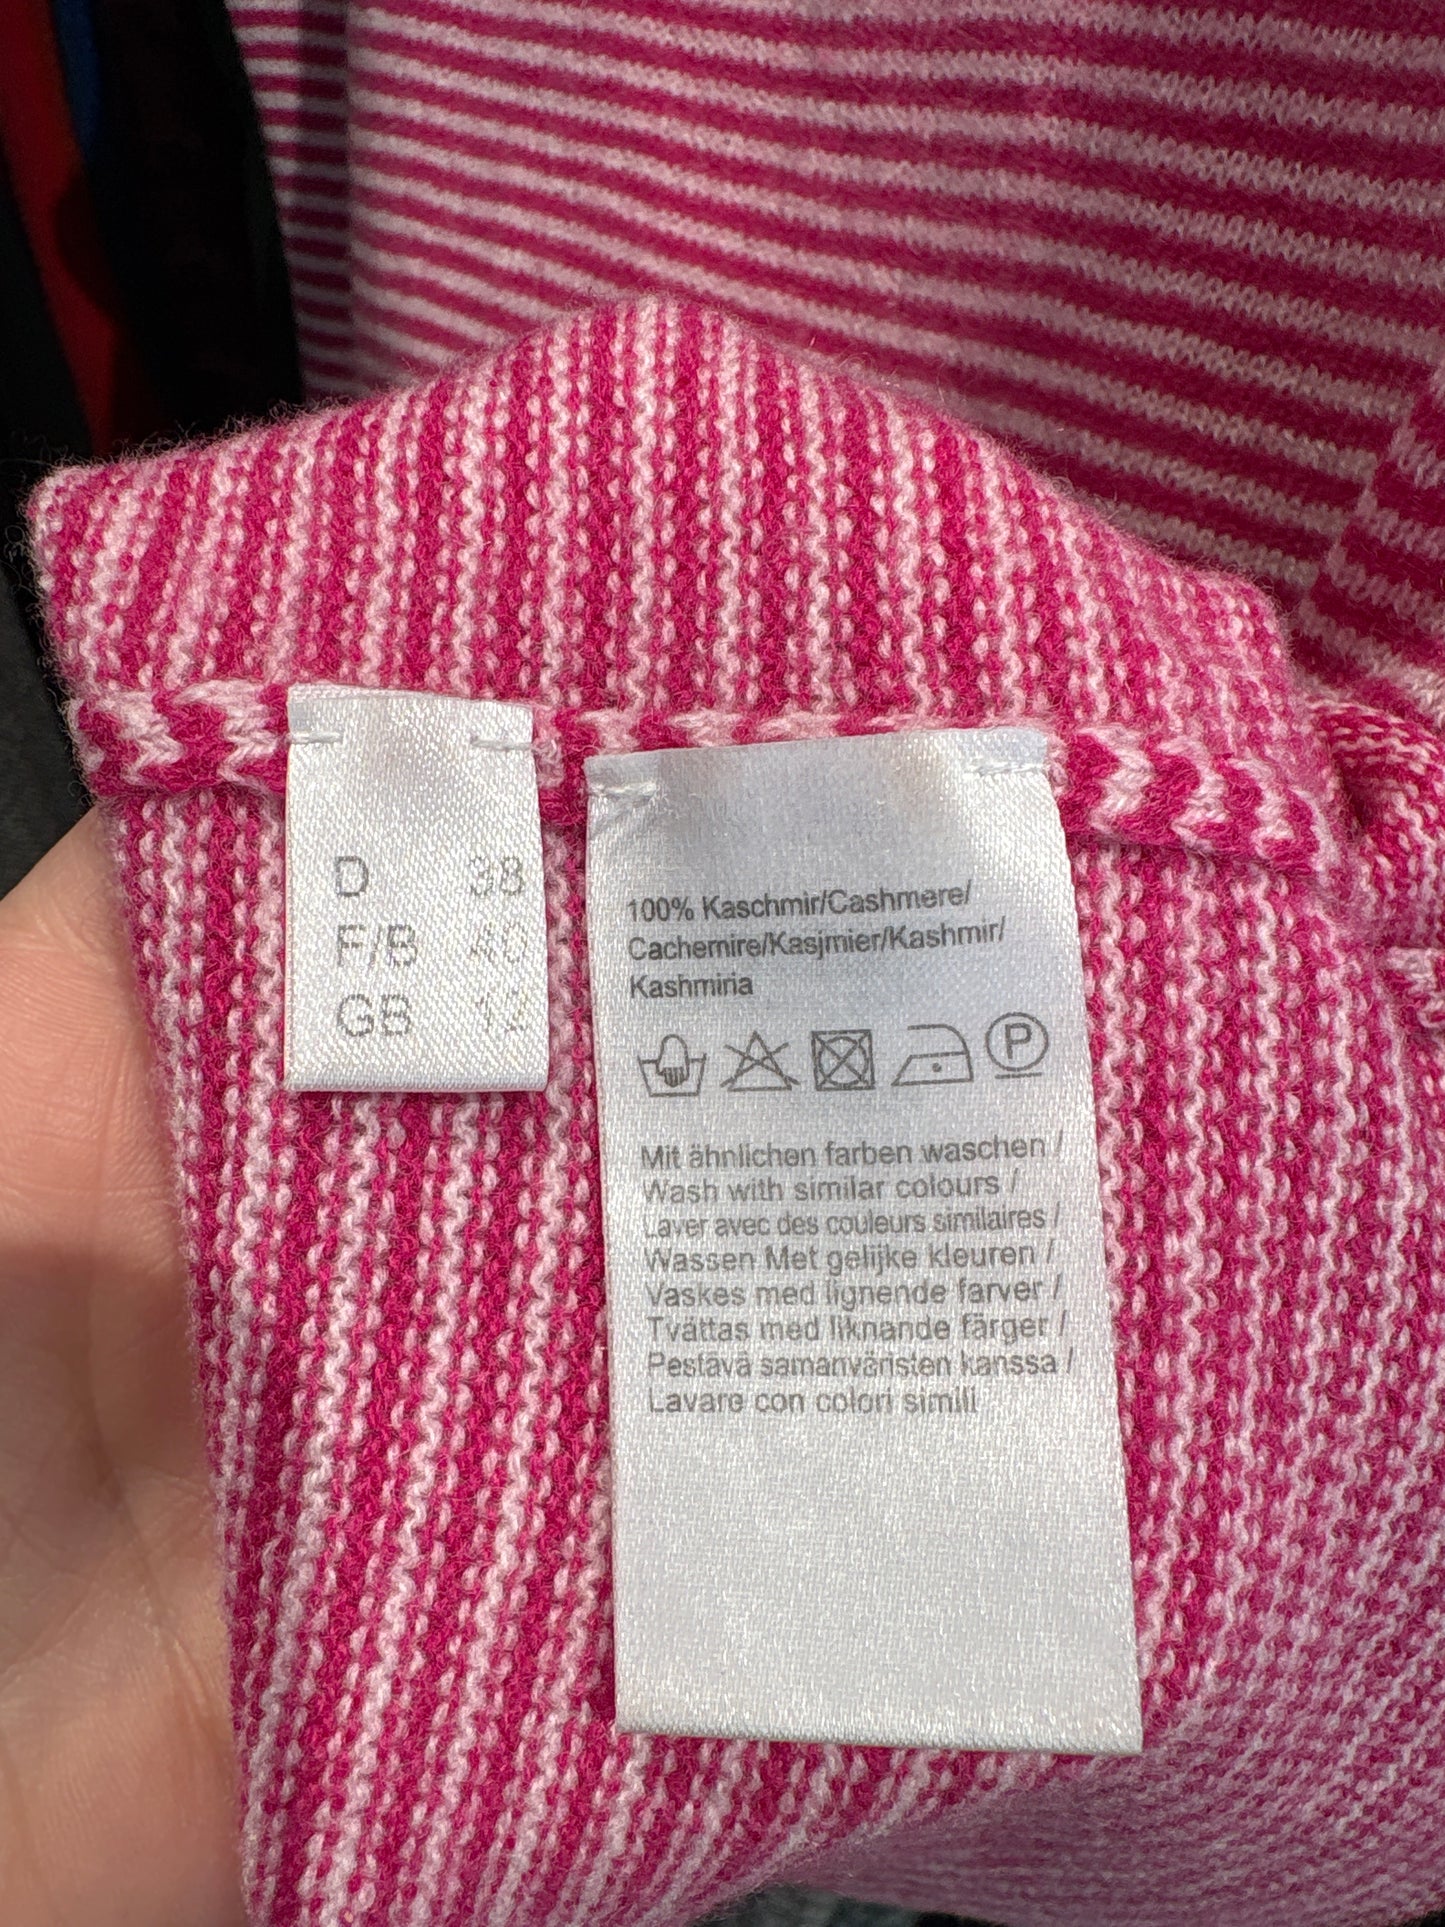 D 38
F/B 40
GB 12
100% Kaschmir/Cashmere/
Cachemire/Kasjmier/Kashmir/
Kashmiria
P
Mit ähnlichen farben waschen /
Wash with similar colours /
Laver avec des couleurs similaires /
Wassen Met gelijke kleuren /
Vaskes med lignende farver /
Tvättas med liknande färger /
Pestävä samanväristen kanssa /
Lavare con colori simili